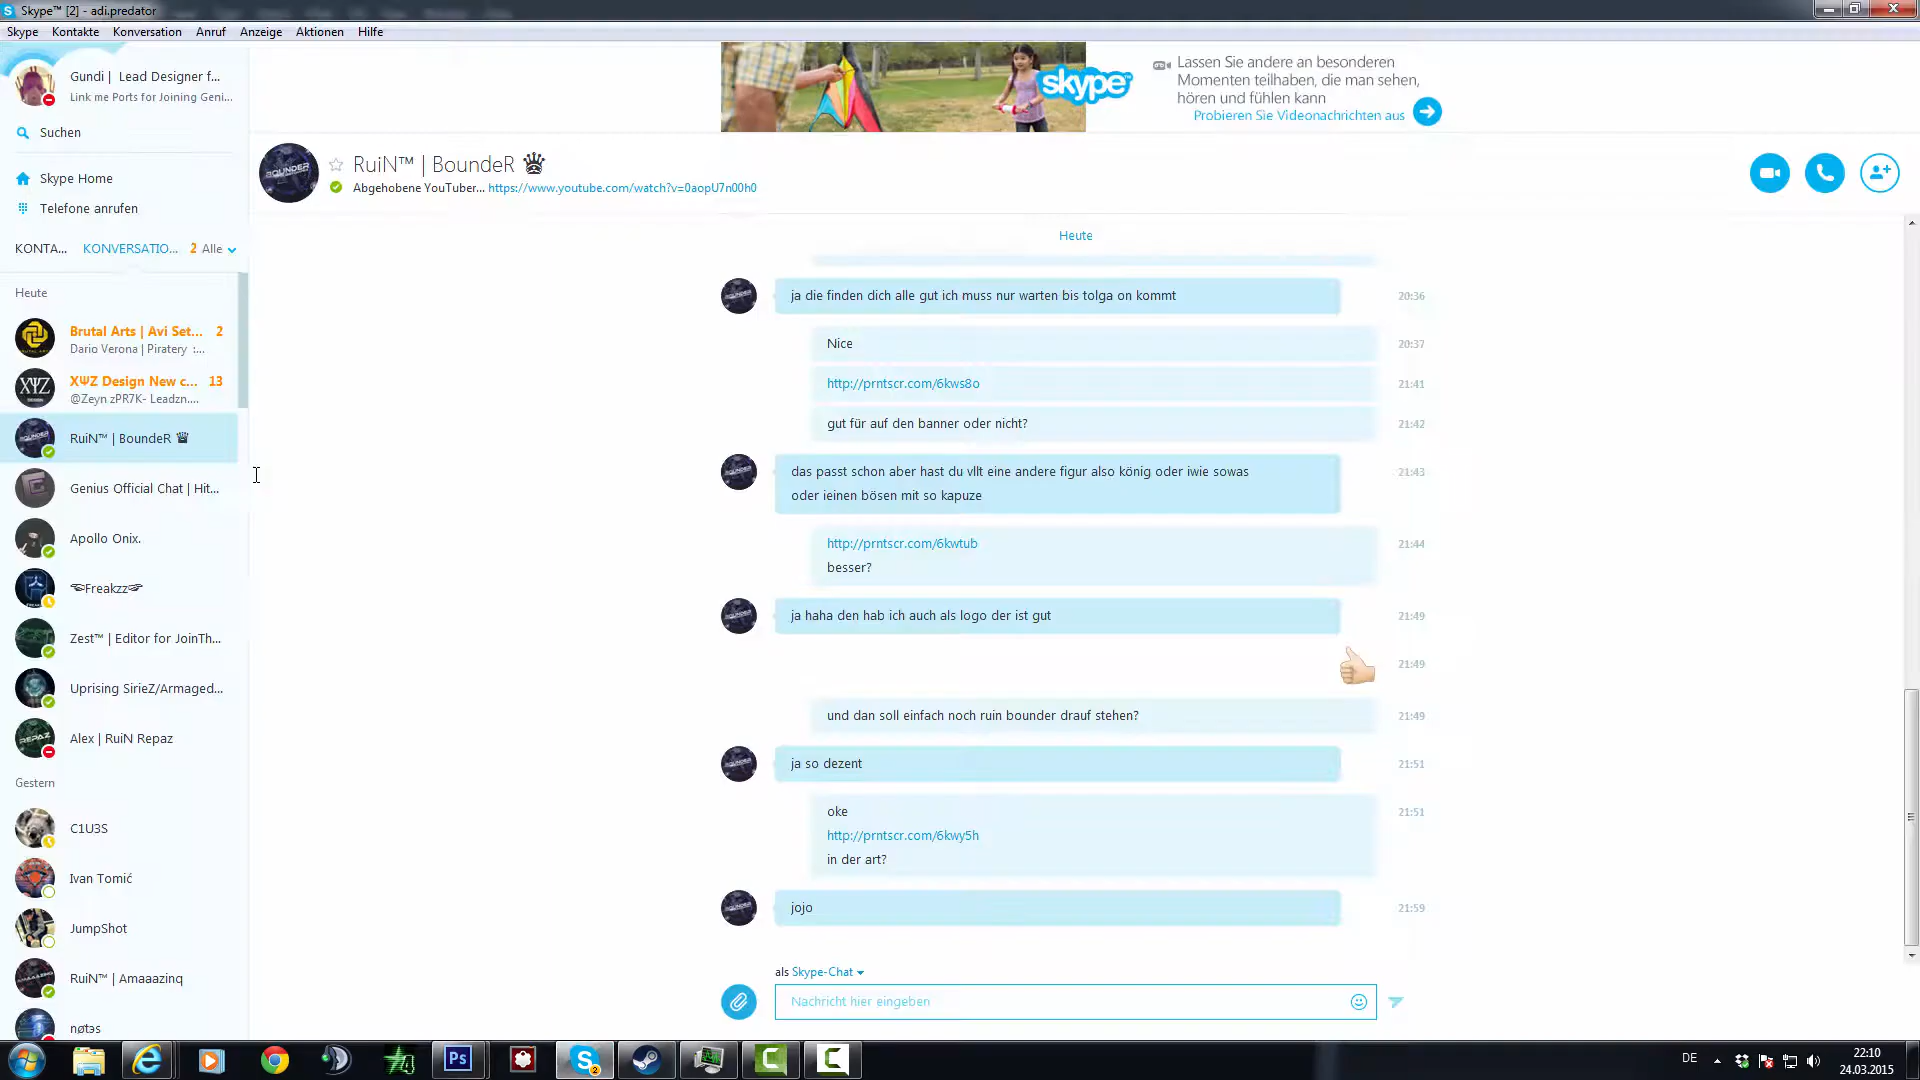 Skype™ [2] - adi.predator
Skype Kontakte Konversation Anruf Anzeige Aktionen Hilfe
Gundi | Lead Designer f...
Link me Ports for Joining Geni...
Suchen
Skype Home
Telefone anrufen
KONTA... KONVERSATIO... 2 Alle
Heute
Brutal Arts | Avi Set... 2
Dario Verona | Piratery :...
XΨZ Design New c... 13
@Zeyn.zPR7K- Leadzn....
RuiN™ | BoundeR ♛
Genius Official Chat | Hit...
Apollo Onix.
☜Freakzz☞
Zest™ | Editor for JoinTh...
Uprising SirieZ/Armaged...
Alex | RuiN Repaz
Gestern
C1U3S
Ivan Tomić
JumpShot
RuiN™ | Amaaazinq
nøtэs
skype™
Lassen Sie andere an besonderen
Momenten teilhaben, die man sehen,
hören und fühlen kann
Probieren Sie Videonachrichten aus
BOUNDER
RuiN™ | BoundeR ♛
Abgehobene YouTuber... https://www.youtube.com/watch?v=0aopU7n00h0
Heute
ja die finden dich alle gut ich muss nur warten bis tolga on kommt 20:36
Nice 20:37
http://prntscr.com/6kws8o 21:41
gut für auf den banner oder nicht? 21:42
das passt schon aber hast du vllt eine andere figur also könig oder iwie sowas 21:43
oder ieinen bösen mit so kapuze
http://prntscr.com/6kwtub 21:44
besser?
ja haha den hab ich auch als logo der ist gut 21:49
21:49
und dan soll einfach noch ruin bounder drauf stehen? 21:49
ja so dezent 21:51
oke 21:51
http://prntscr.com/6kwy5h
in der art?
jojo 21:59
als Skype-Chat
Nachricht hier eingeben
Ps
2
DE
22:10
24.03.2015